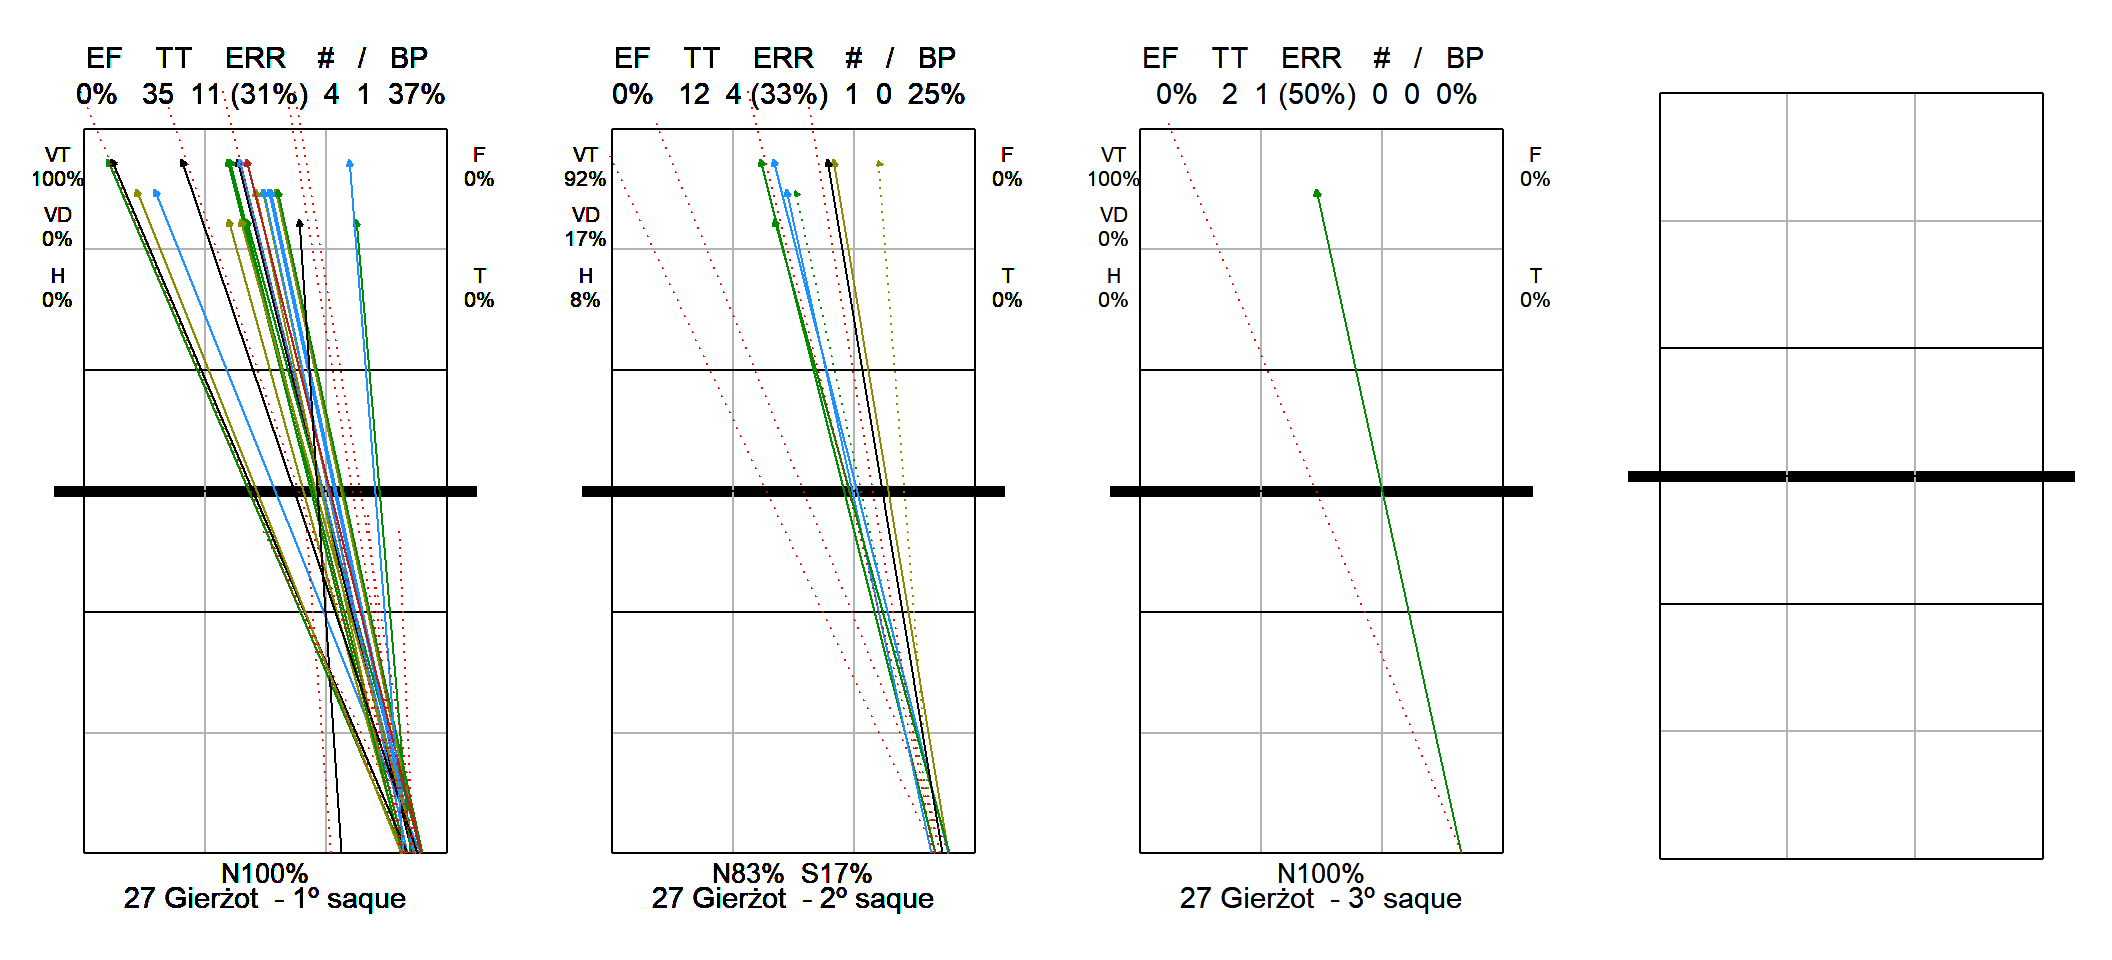 EF TT ERR # / BP
0% 35 11 (31%) 4 1 37%
VT
100%
F
0%
VD
0%
H
0%
T
0%
N100%
27 Gierżot - 1º saque
EF TT ERR # / BP
0% 12 4 (33%) 1 0 25%
VT
92%
F
0%
VD
17%
H
8%
T
0%
N83% S17%
27 Gierżot - 2º saque
EF TT ERR # / BP
0% 2 1 (50%) 0 0 0%
VT
100%
F
0%
VD
0%
H
0%
T
0%
N100%
27 Gierżot - 3º saque